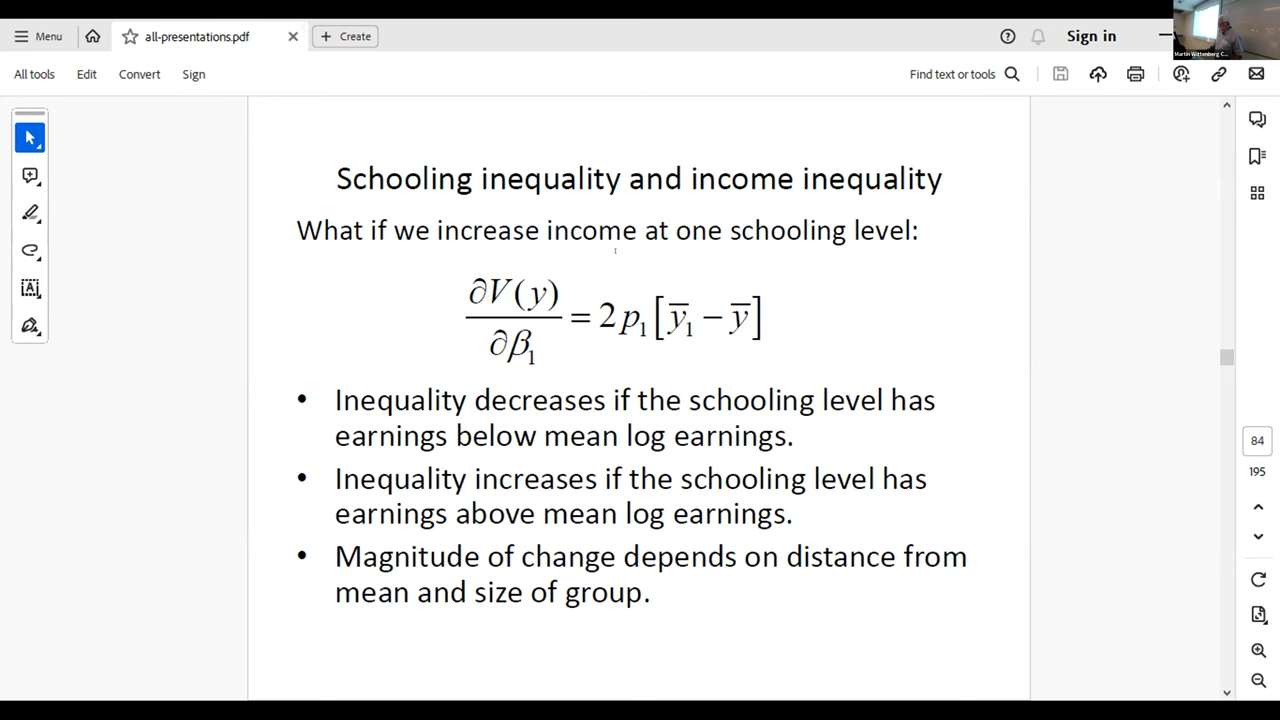 Menu
all-presentations.pdf
Create
Sign in
Martin Wittenberg C...
All tools
Edit
Convert
Sign
Find text or tools
Schooling inequality and income inequality
What if we increase income at one schooling level:
∂V(y)/∂β₁ = 2p₁[y̅₁ − y̅]
• Inequality decreases if the schooling level has
earnings below mean log earnings.
• Inequality increases if the schooling level has
earnings above mean log earnings.
• Magnitude of change depends on distance from
mean and size of group.
84
195